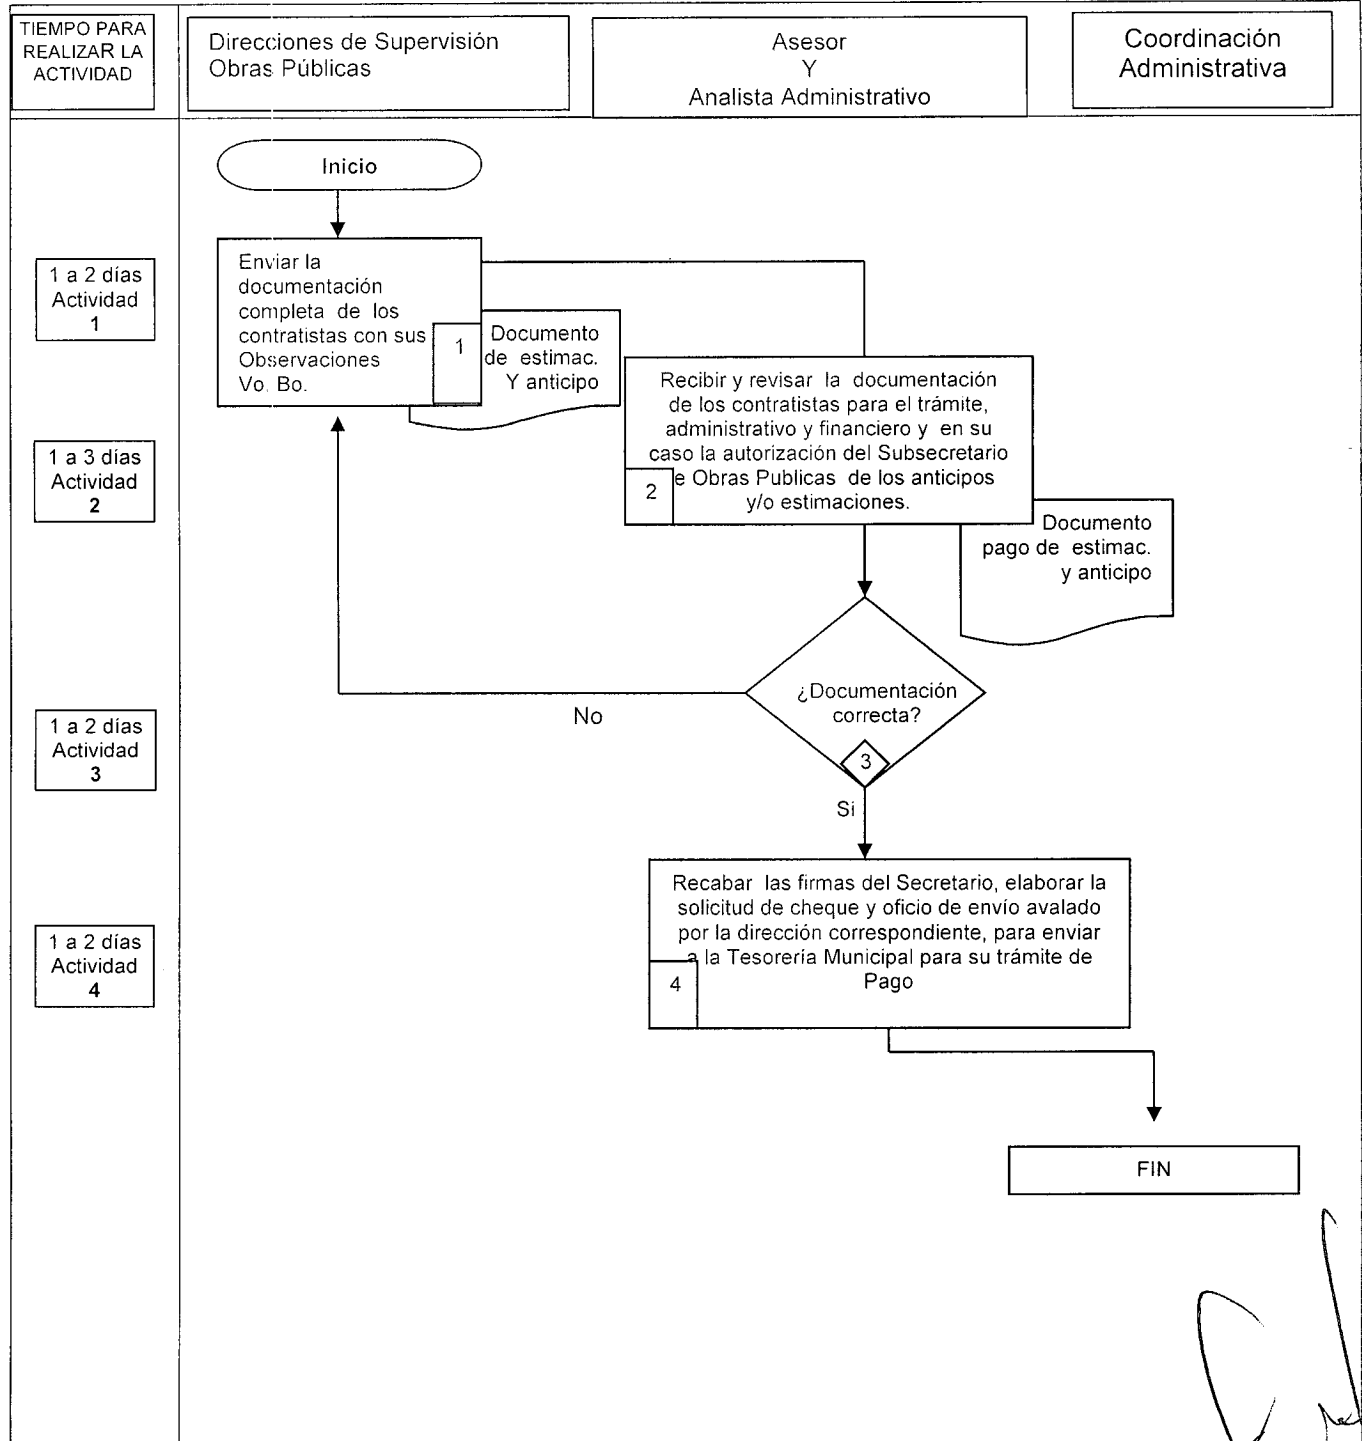 TIEMPO PARA
REALIZAR LA
ACTIVIDAD
Direcciones de Supervisión
Obras Públicas
Asesor
Y
Analista Administrativo
Coordinación
Administrativa
Inicio
1 a 2 días
Actividad
1
Enviar la
documentación
completa de los
contratistas con sus
Observaciones
Vo. Bo.
1
Documento
de estimac.
Y anticipo
1 a 3 días
Actividad
2
Recibir y revisar la documentación
de los contratistas para el trámite,
administrativo y financiero y en su
caso la autorización del Subsecretario
e Obras Publicas de los anticipos
y/o estimaciones.
2
Documento
pago de estimac.
y anticipo
¿Documentación
correcta?
No
3
Si
1 a 2 días
Actividad
3
Recabar las firmas del Secretario, elaborar la
solicitud de cheque y oficio de envío avalado
por la dirección correspondiente, para enviar
a la Tesorería Municipal para su trámite de
Pago
4
1 a 2 días
Actividad
4
FIN